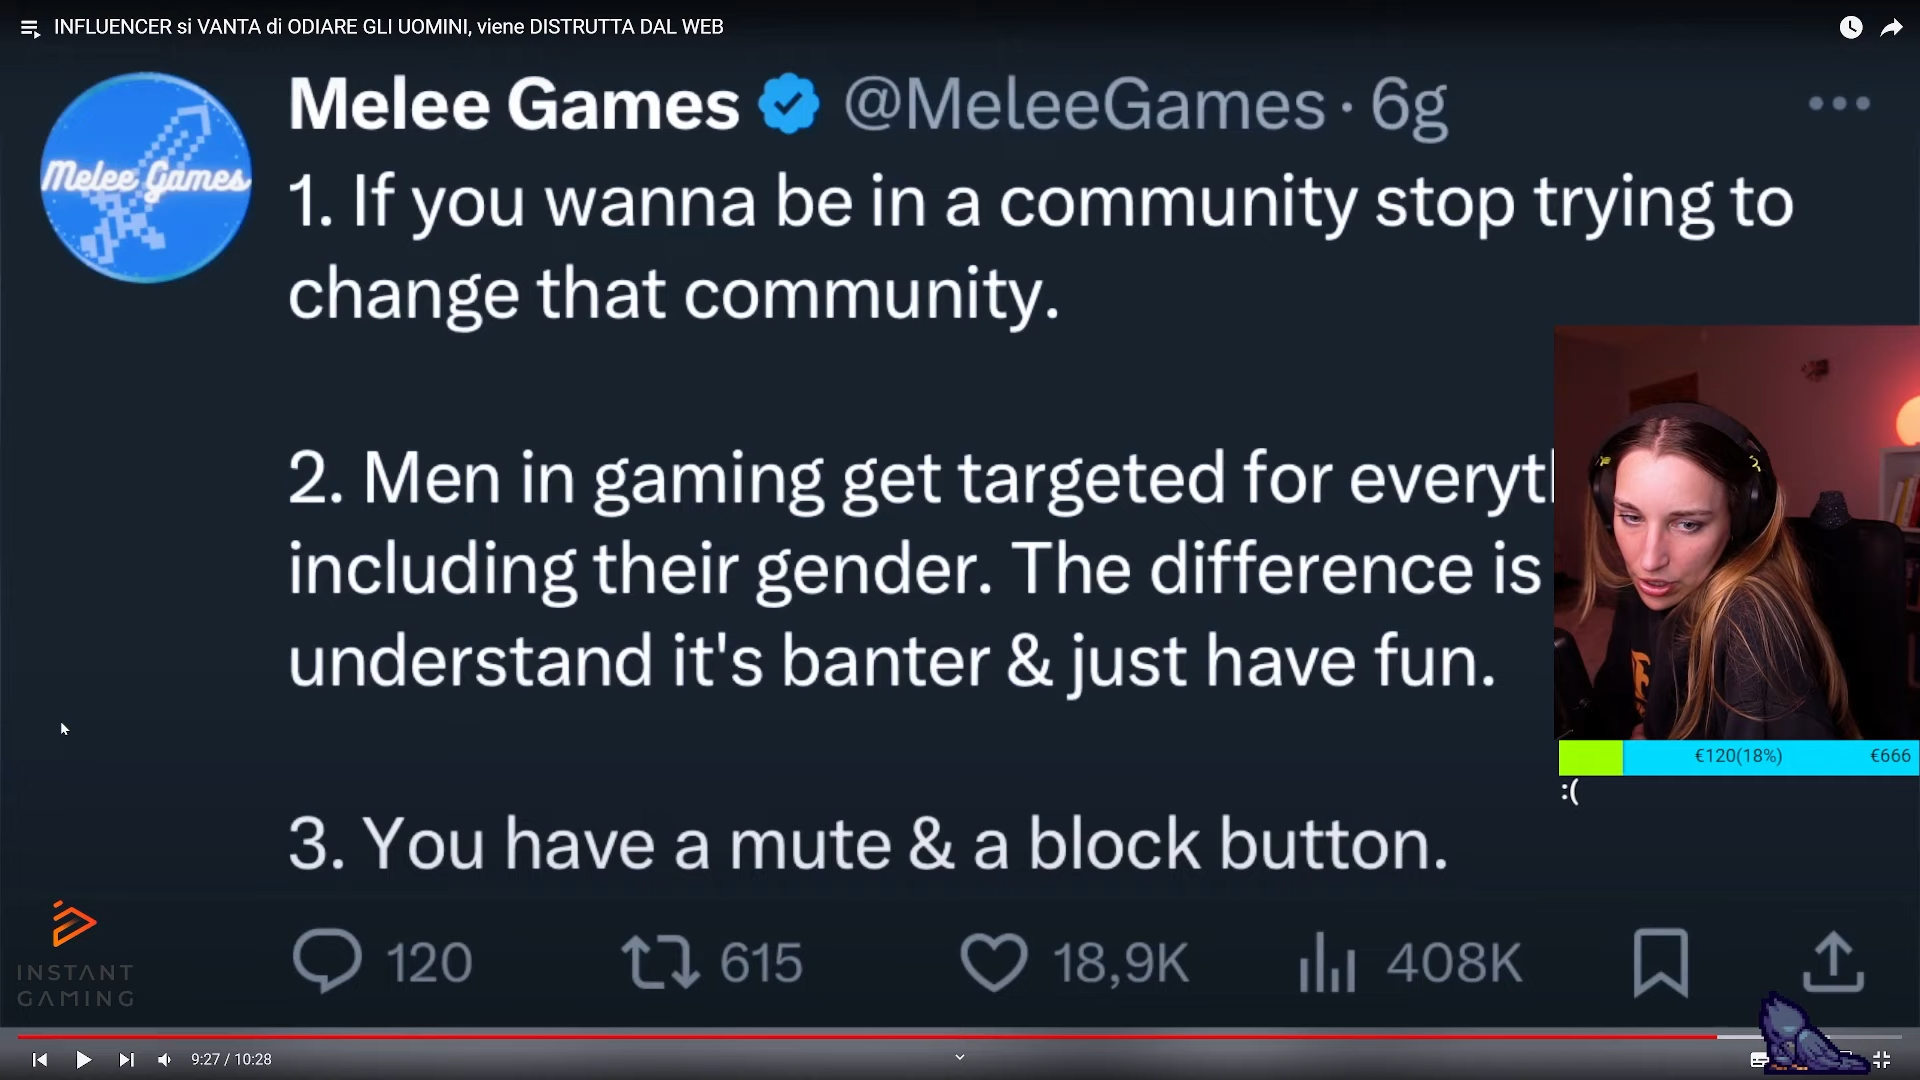 INFLUENCER si VANTA di ODIARE GLI UOMINI, viene DISTRUTTA DAL WEB
Melee Games @MeleeGames · 6g
Melee Games
1. If you wanna be in a community stop trying to
change that community.
2. Men in gaming get targeted for everyt
including their gender. The difference is
understand it's banter & just have fun.
3. You have a mute & a block button.
€120(18%) €666
:(
120 615 18,9K 408K
INSTANT
GAMING
9:27 / 10:28